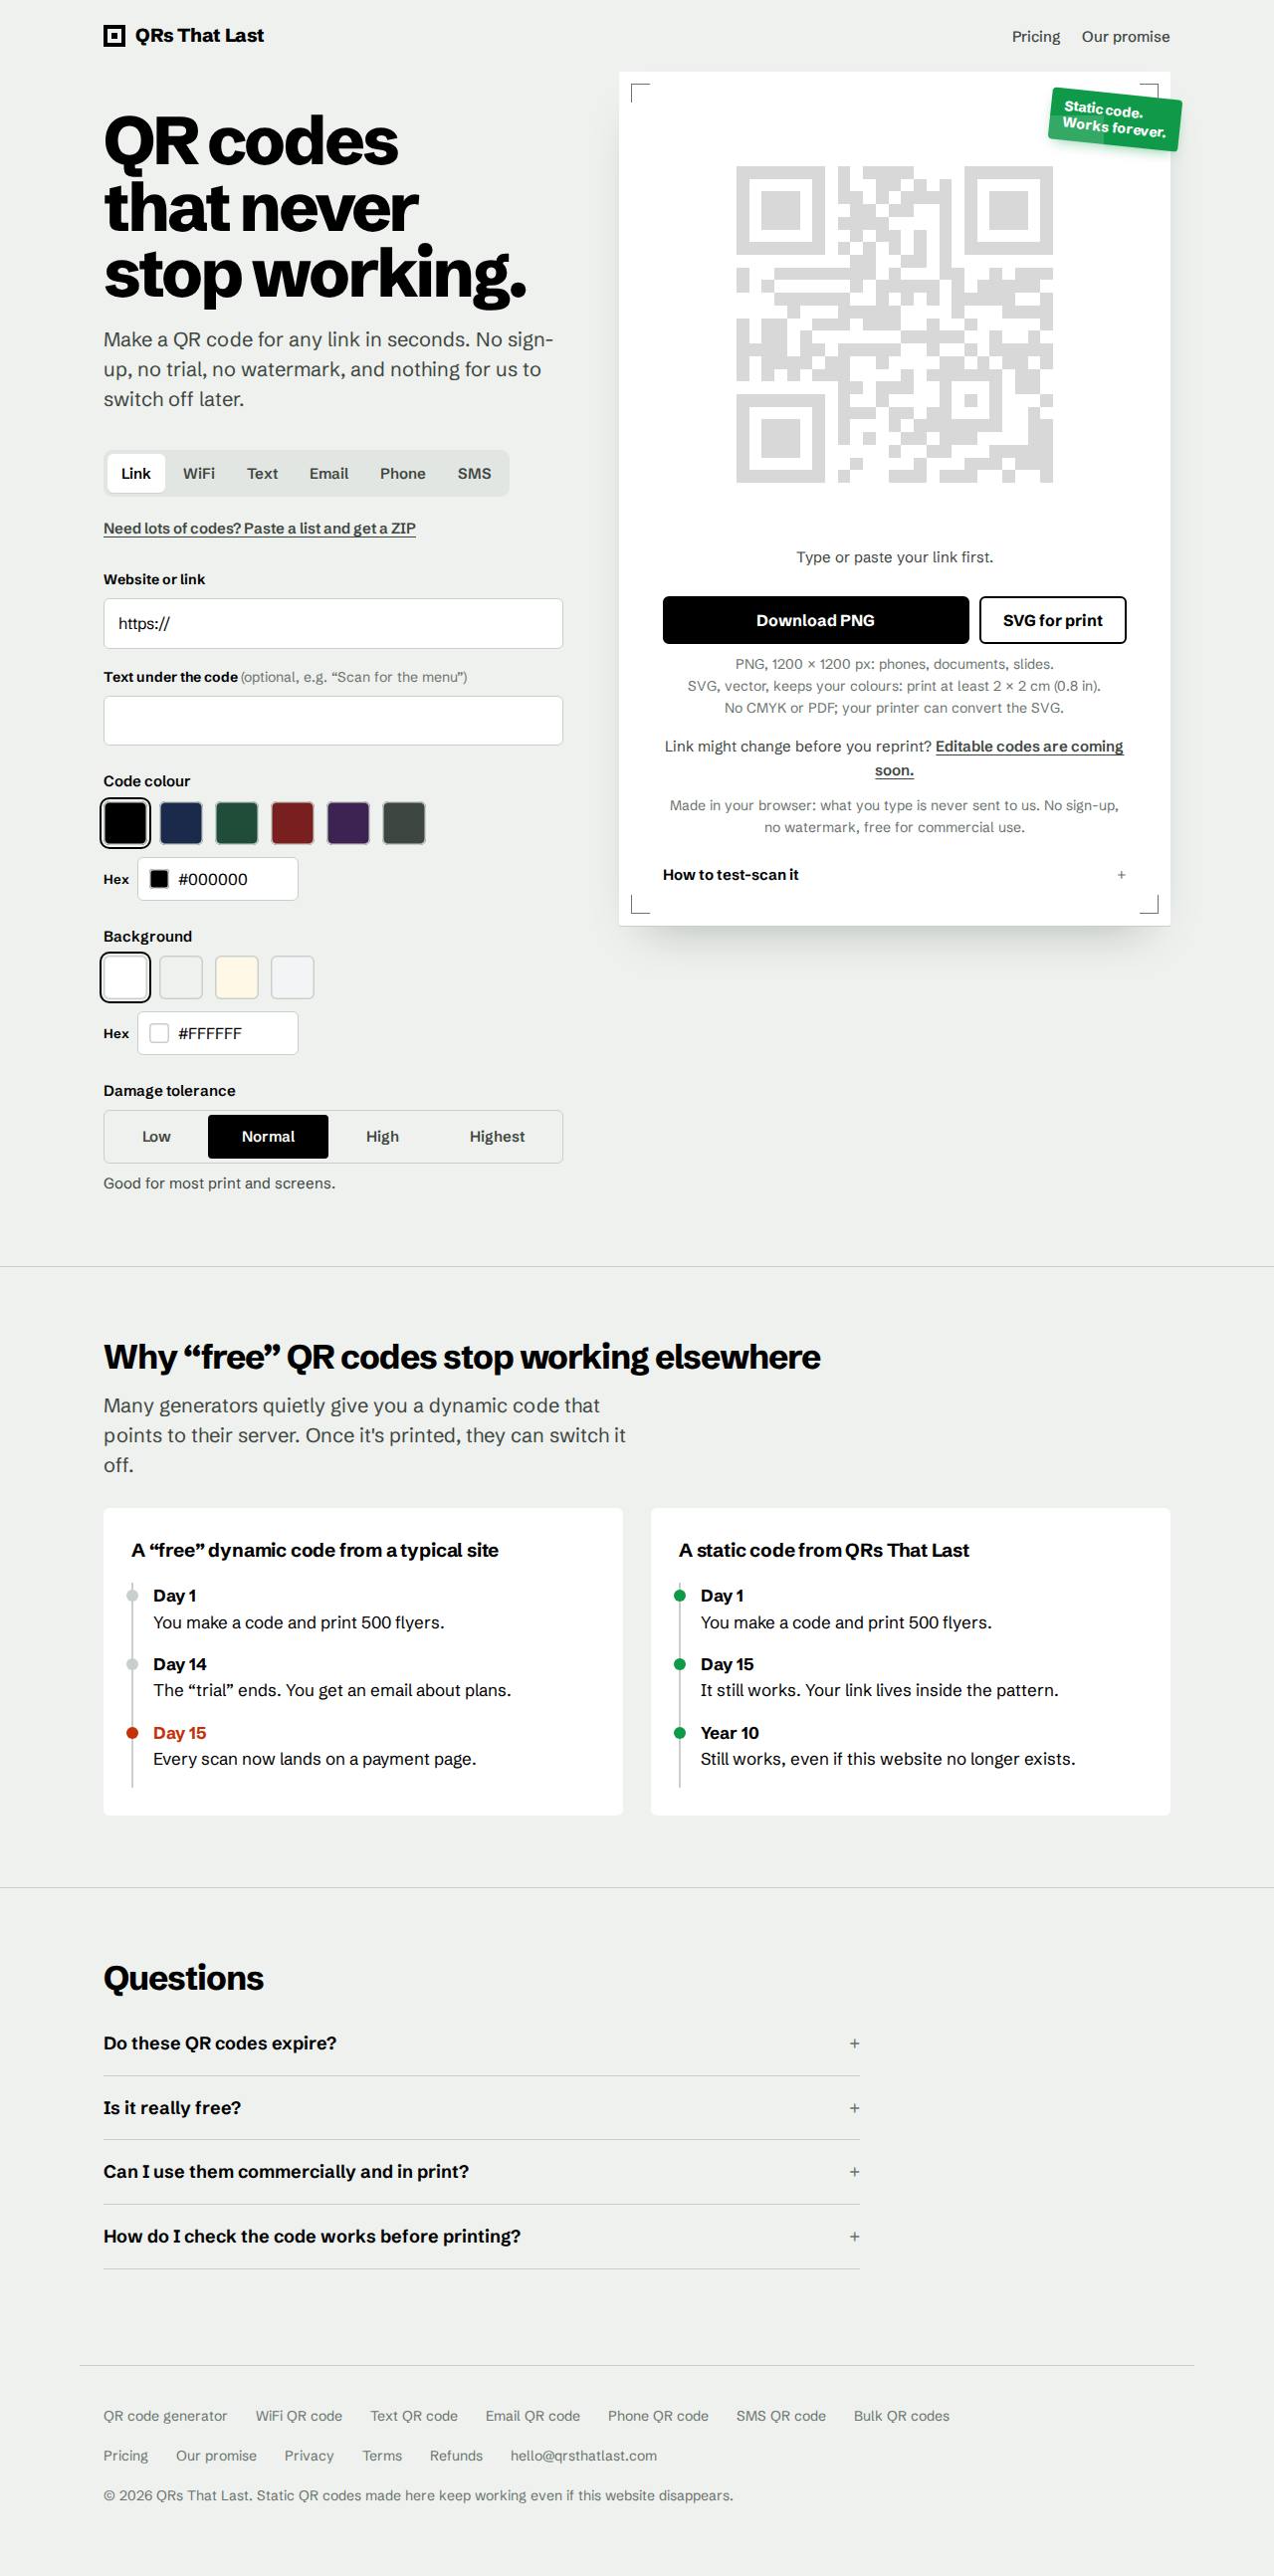 QRs That Last
Pricing
Our promise
QR codes
that never
stop working.
Make a QR code for any link in seconds. No sign-
up, no trial, no watermark, and nothing for us to
switch off later.
Link
WiFi
Text
Email
Phone
SMS
Need lots of codes? Paste a list and get a ZIP
Website or link
https://
Text under the code (optional, e.g. “Scan for the menu”)
Code colour
Hex
#000000
Background
Hex
#FFFFFF
Damage tolerance
Low
Normal
High
Highest
Good for most print and screens.
Static code.
Works forever.
Type or paste your link first.
Download PNG
SVG for print
PNG, 1200 × 1200 px: phones, documents, slides.
SVG, vector, keeps your colours: print at least 2 × 2 cm (0.8 in).
No CMYK or PDF; your printer can convert the SVG.
Link might change before you reprint? Editable codes are coming
soon.
Made in your browser: what you type is never sent to us. No sign-up,
no watermark, free for commercial use.
How to test-scan it
+
Why “free” QR codes stop working elsewhere
Many generators quietly give you a dynamic code that
points to their server. Once it's printed, they can switch it
off.
A “free” dynamic code from a typical site
Day 1
You make a code and print 500 flyers.
Day 14
The “trial” ends. You get an email about plans.
Day 15
Every scan now lands on a payment page.
A static code from QRs That Last
Day 1
You make a code and print 500 flyers.
Day 15
It still works. Your link lives inside the pattern.
Year 10
Still works, even if this website no longer exists.
Questions
Do these QR codes expire?
+
Is it really free?
+
Can I use them commercially and in print?
+
How do I check the code works before printing?
+
QR code generator
WiFi QR code
Text QR code
Email QR code
Phone QR code
SMS QR code
Bulk QR codes
Pricing
Our promise
Privacy
Terms
Refunds
hello@qrsthatlast.com
© 2026 QRs That Last. Static QR codes made here keep working even if this website disappears.